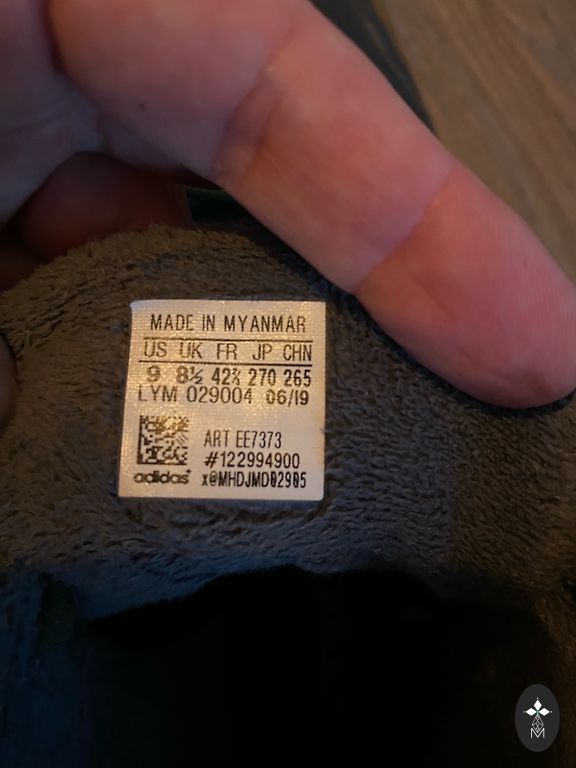 MADE IN MYANMAR
US UK FR JP CHN
9 8½ 42⅔ 270 265
LYM 029004 06/19
ART EE7373
#122994900
adidas x@MHDJMD02905
M